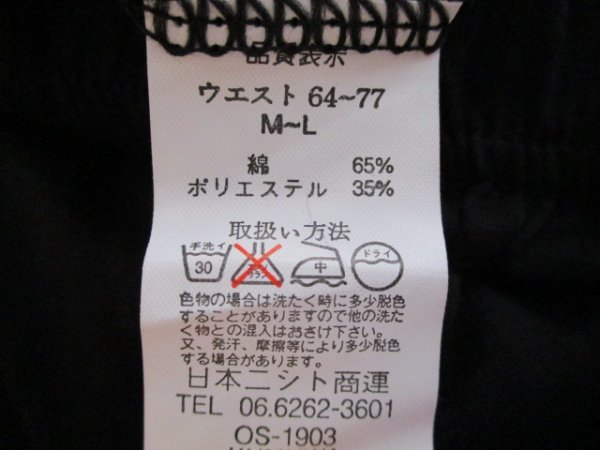 品質表示
ウエスト 64~77
M~L
綿 65%
ポリエステル 35%
取扱い方法
手洗イ
30
中
ドライ
色物の場合は洗たく時に多少脱色
することがありますので他の洗た
く物との混入はおさけ下さい。
又、発汗、摩擦等により多少脱色
する場合があります。
日本ニシト商連
TEL 06.6262-3601
OS-1903